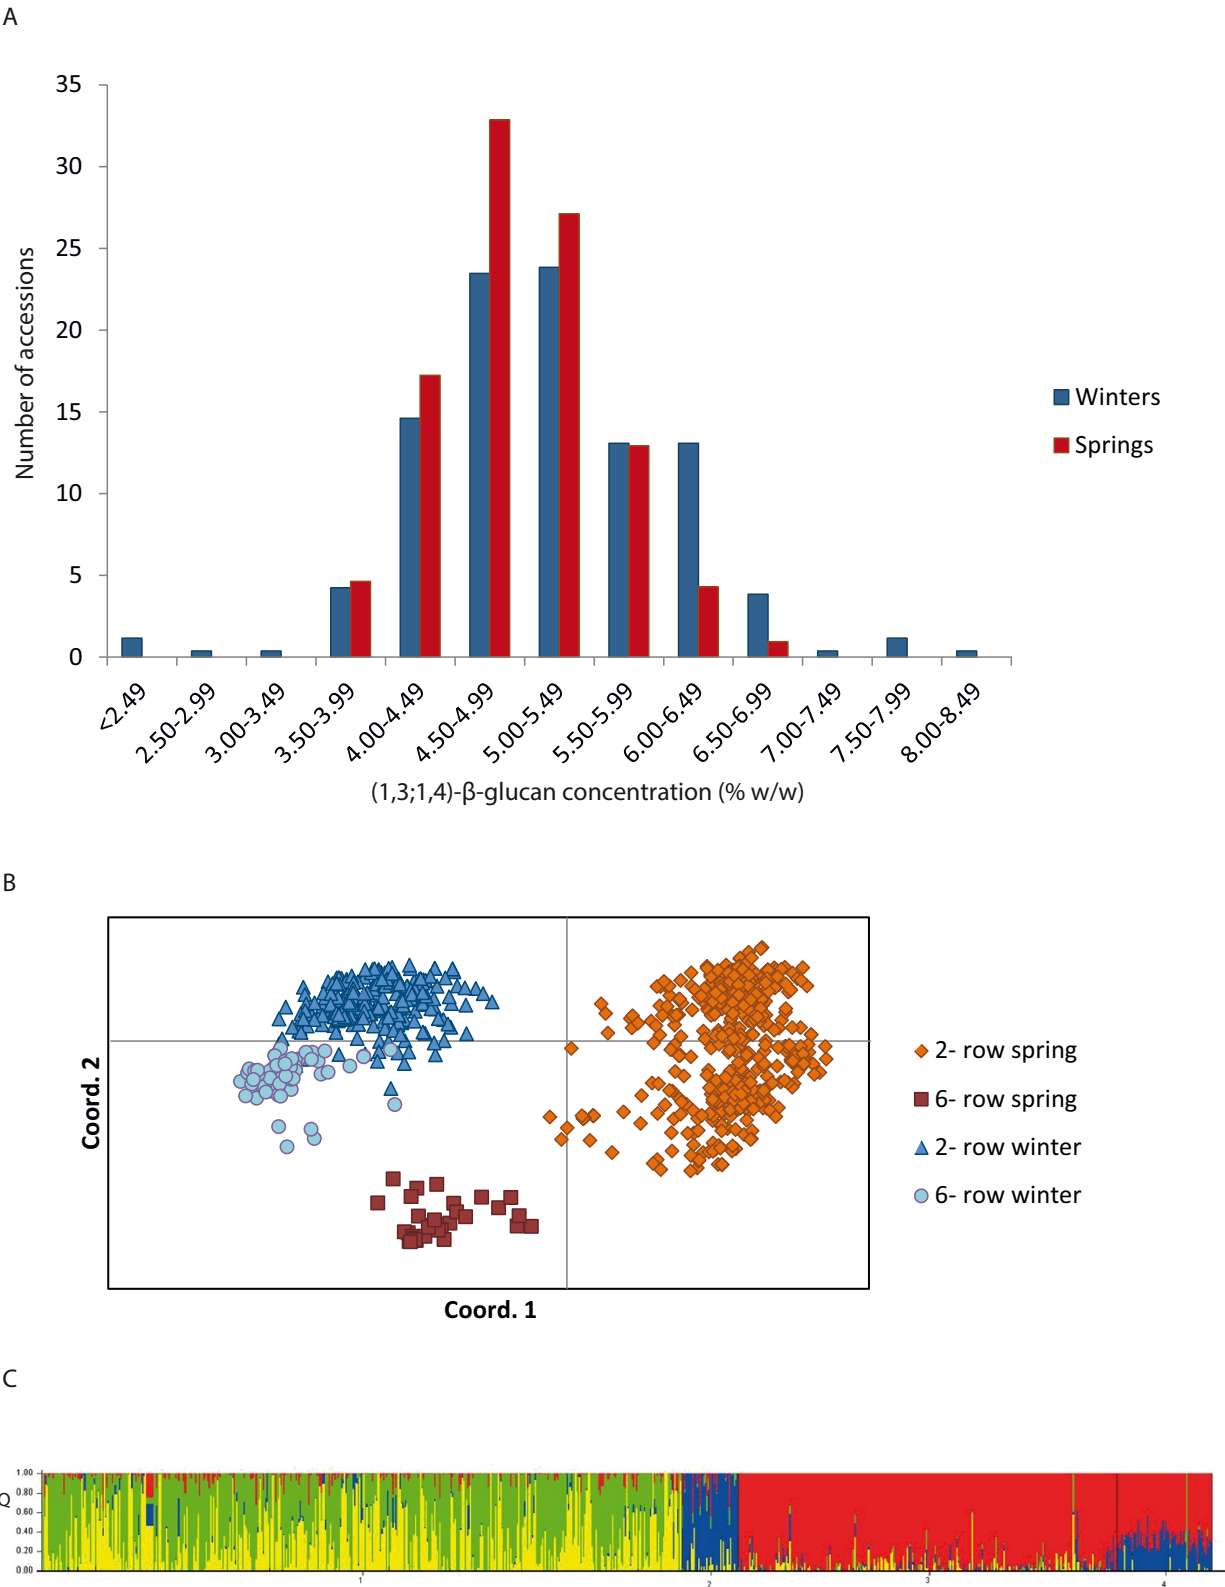 A
35
30
25
20
15
10
5
0
Number of accessions
<2.49
2.50-2.99
3.00-3.49
3.50-3.99
4.00-4.49
4.50-4.99
5.00-5.49
5.50-5.99
6.00-6.49
6.50-6.99
7.00-7.49
7.50-7.99
8.00-8.49
(1,3;1,4)-β-glucan concentration (% w/w)
Winters
Springs
B
Coord. 2
Coord. 1
2- row spring
6- row spring
2- row winter
6- row winter
C
Q
1.00
0.80
0.60
0.40
0.20
0.00
1
2
3
4